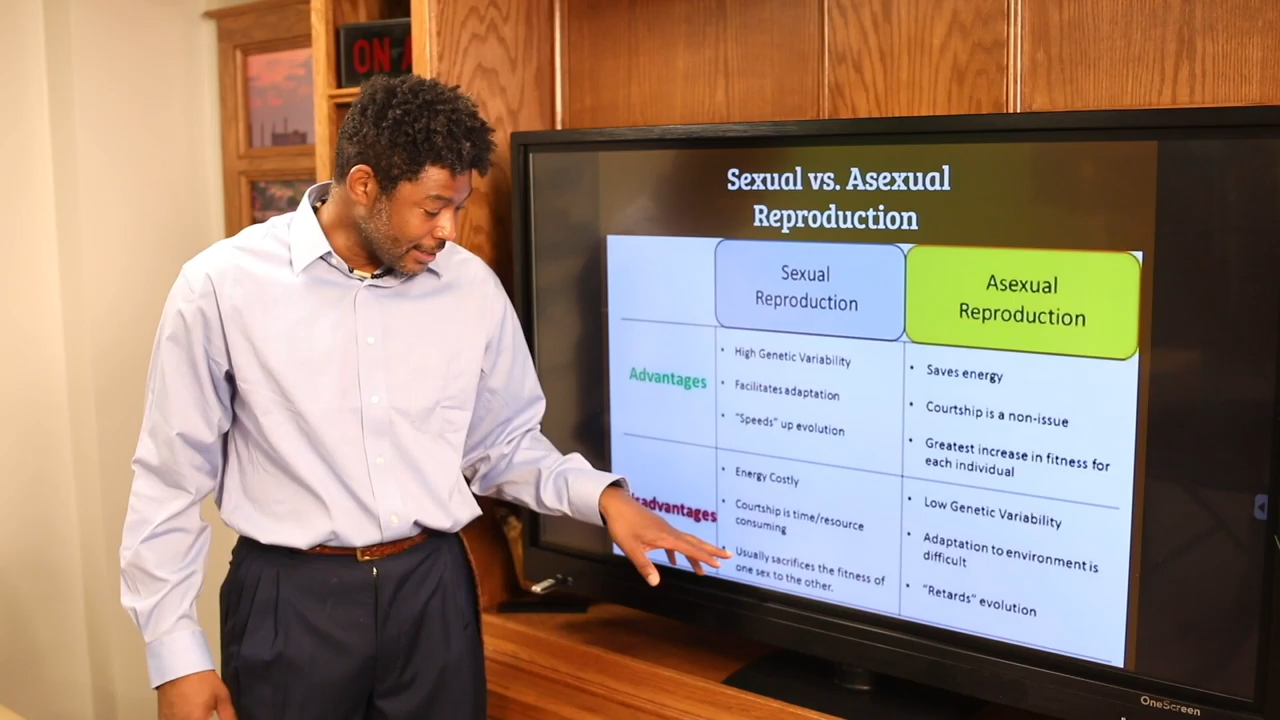 ON
Sexual vs. Asexual
Reproduction
Sexual
Reproduction
Asexual
Reproduction
Advantages
• High Genetic Variability
• Facilitates adaptation
• "Speeds" up evolution
• Saves energy
• Courtship is a non-issue
• Greatest increase in fitness for
each individual
sadvantages
• Energy Costly
• Courtship is time/resource
consuming
• Usually sacrifices the fitness of
one sex to the other.
• Low Genetic Variability
• Adaptation to environment is
difficult
• "Retards" evolution
OneScreen